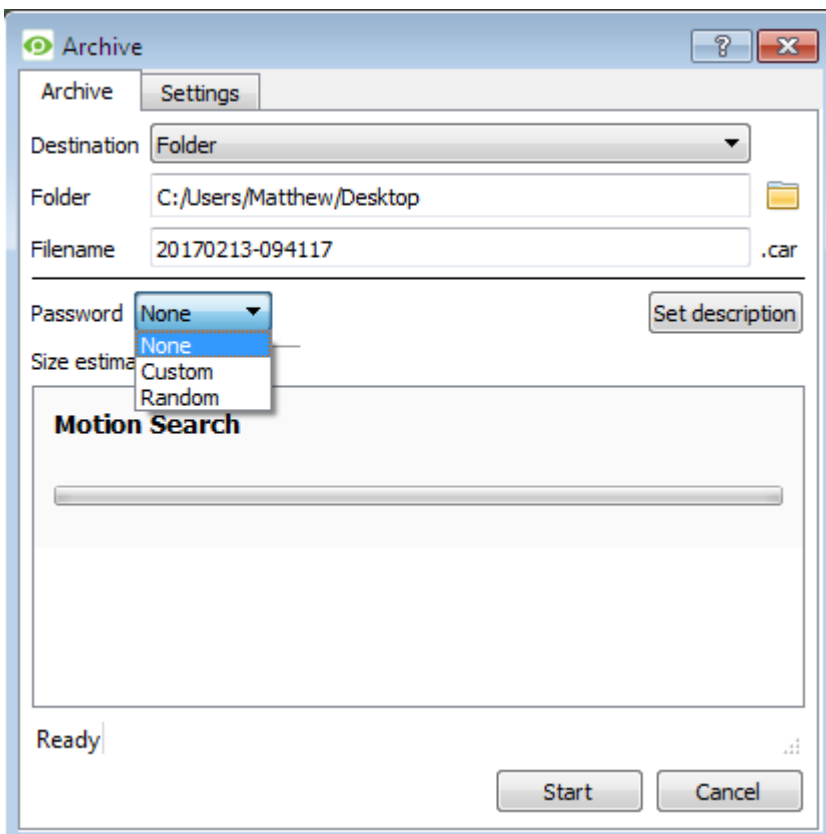 Archive
Archive Settings
Destination Folder
Folder C:/Users/Matthew/Desktop
Filename 20170213-094117 .car
Password None Set description
None
Size
Custom
Random
Motion Search
Ready
Start Cancel